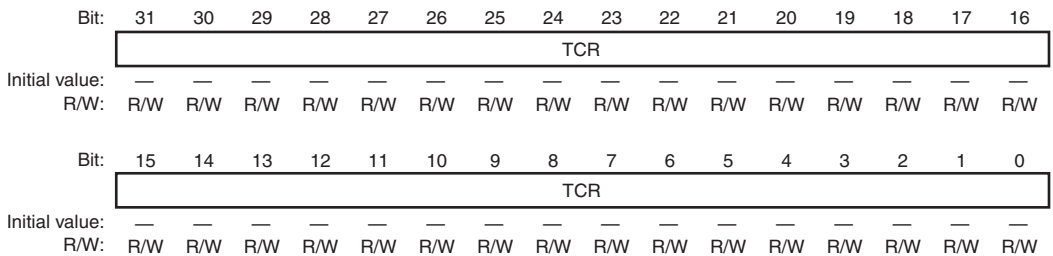 Bit: 31 30 29 28 27 26 25 24 23 22 21 20 19 18 17 16
TCR
Initial value: — — — — — — — — — — — — — — — —
R/W: R/W R/W R/W R/W R/W R/W R/W R/W R/W R/W R/W R/W R/W R/W R/W R/W
Bit: 15 14 13 12 11 10 9 8 7 6 5 4 3 2 1 0
TCR
Initial value: — — — — — — — — — — — — — — — —
R/W: R/W R/W R/W R/W R/W R/W R/W R/W R/W R/W R/W R/W R/W R/W R/W R/W